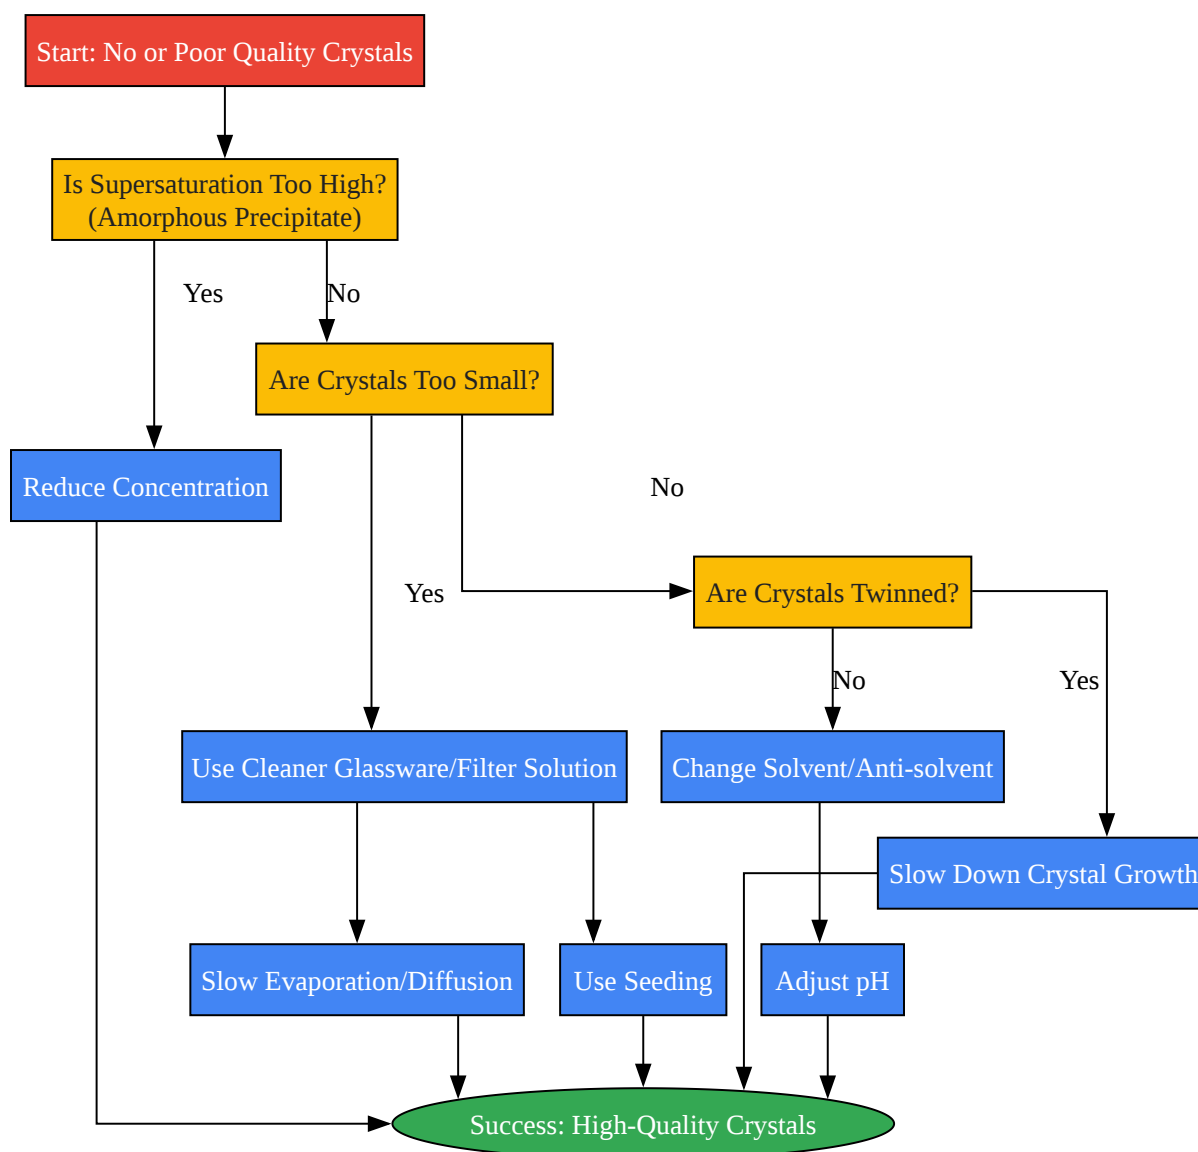 Start: No or Poor Quality Crystals
Is Supersaturation Too High?
(Amorphous Precipitate)
Yes
No
Are Crystals Too Small?
Reduce Concentration
No
Are Crystals Twinned?
Yes
No
Yes
Use Cleaner Glassware/Filter Solution
Change Solvent/Anti-solvent
Slow Down Crystal Growth
Slow Evaporation/Diffusion
Use Seeding
Adjust pH
Success: High-Quality Crystals